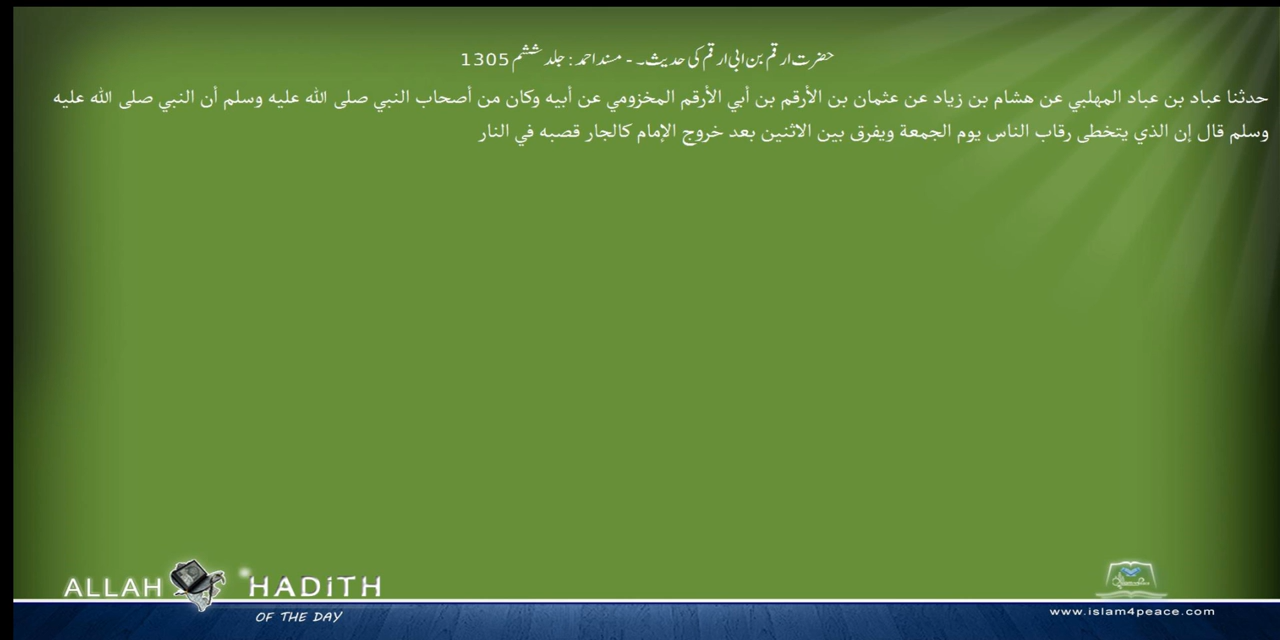 حضرت ارقم بن ابی ارقم کی حدیث۔ - مسند احمد: جلد ششم 1305
حدثنا عباد بن عباد المهلبي عن هشام بن زياد عن عثمان بن الأرقم بن أبي الأرقم المخزومي عن أبيه وكان من أصحاب النبي صلى الله عليه وسلم أن النبي صلى الله عليه
وسلم قال إن الذي يتخطى رقاب الناس يوم الجمعة ويفرق بين الاثنين بعد خروج الإمام كالجار قصبه في النار
ALLAH HADiTH
OF THE DAY
www.islam4peace.com